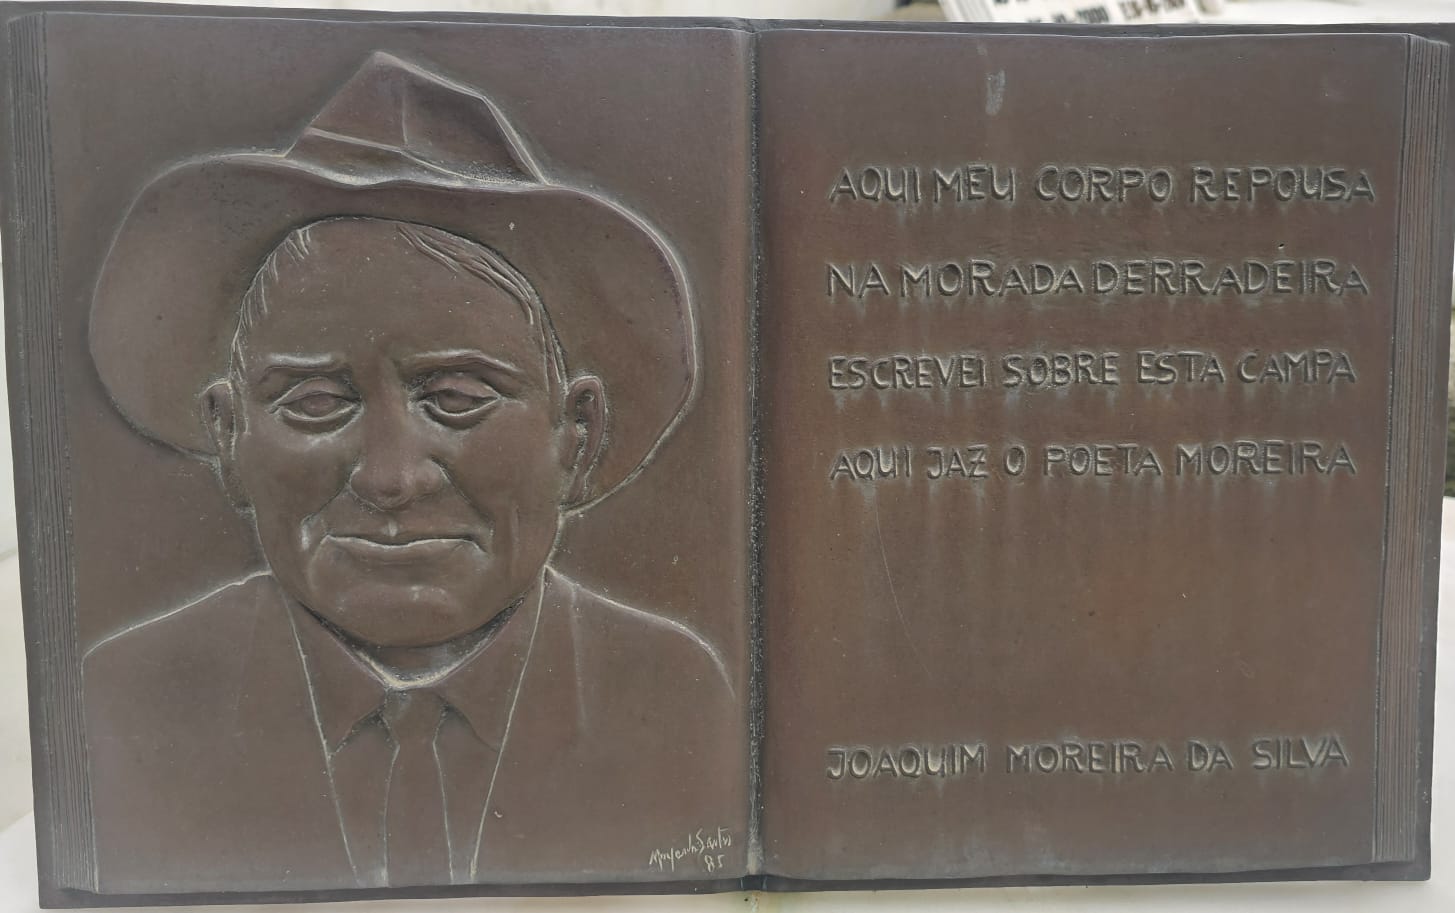 AQUI MEU CORPO REPOUSA
NA MORADA DERRADEIRA
ESCREVEI SOBRE ESTA CAMPA
AQUI JAZ O POETA MOREIRA
JOAQUIM MOREIRA DA SILVA
Santos
85